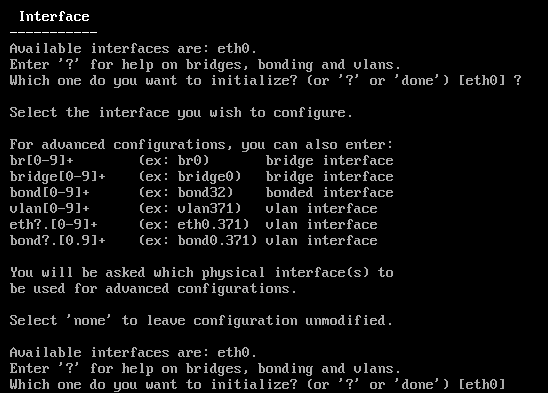 Interface
-----------
Available interfaces are: eth0.
Enter '?' for help on bridges, bonding and vlans.
Which one do you want to initialize? (or '?' or 'done') [eth0] ?
Select the interface you wish to configure.
For advanced configurations, you can also enter:
br[0-9]+ (ex: br0) bridge interface
bridge[0-9]+ (ex: bridge0) bridge interface
bond[0-9]+ (ex: bond32) bonded interface
vlan[0-9]+ (ex: vlan371) vlan interface
eth?.[0-9]+ (ex: eth0.371) vlan interface
bond?.[0.9]+ (ex: bond0.371) vlan interface
You will be asked which physical interface(s) to
be used for advanced configurations.
Select 'none' to leave configuration unmodified.
Available interfaces are: eth0.
Enter '?' for help on bridges, bonding and vlans.
Which one do you want to initialize? (or '?' or 'done') [eth0]